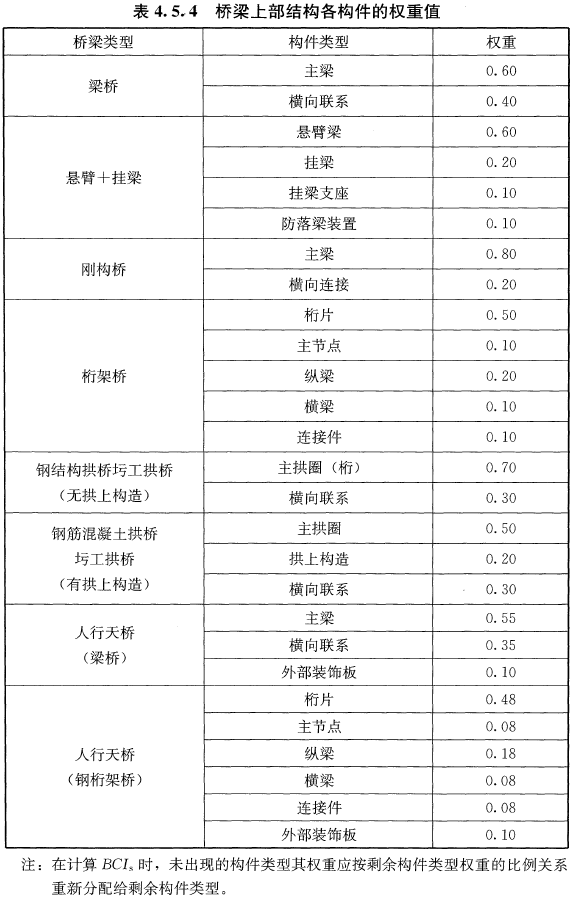 表 4.5.4 桥梁上部结构各构件的权重值
桥梁类型 构件类型 权重
梁桥 主梁 0.60
横向联系 0.40
悬臂＋挂梁 悬臂梁 0.60
挂梁 0.20
挂梁支座 0.10
防落梁装置 0.10
刚构桥 主梁 0.80
横向连接 0.20
桁架桥 桁片 0.50
主节点 0.10
纵梁 0.20
横梁 0.10
连接件 0.10
钢结构拱桥圬工拱桥
（无拱上构造） 主拱圈（桁） 0.70
横向联系 0.30
钢筋混凝土拱桥
圬工拱桥
（有拱上构造） 主拱圈 0.50
拱上构造 0.20
横向联系 0.30
人行天桥
（梁桥） 主梁 0.55
横向联系 0.35
外部装饰板 0.10
人行天桥
（钢桁架桥） 桁片 0.48
主节点 0.08
纵梁 0.18
横梁 0.08
连接件 0.08
外部装饰板 0.10
注：在计算 BCIs 时，未出现的构件类型其权重应按剩余构件类型权重的比例关系
重新分配给剩余构件类型。